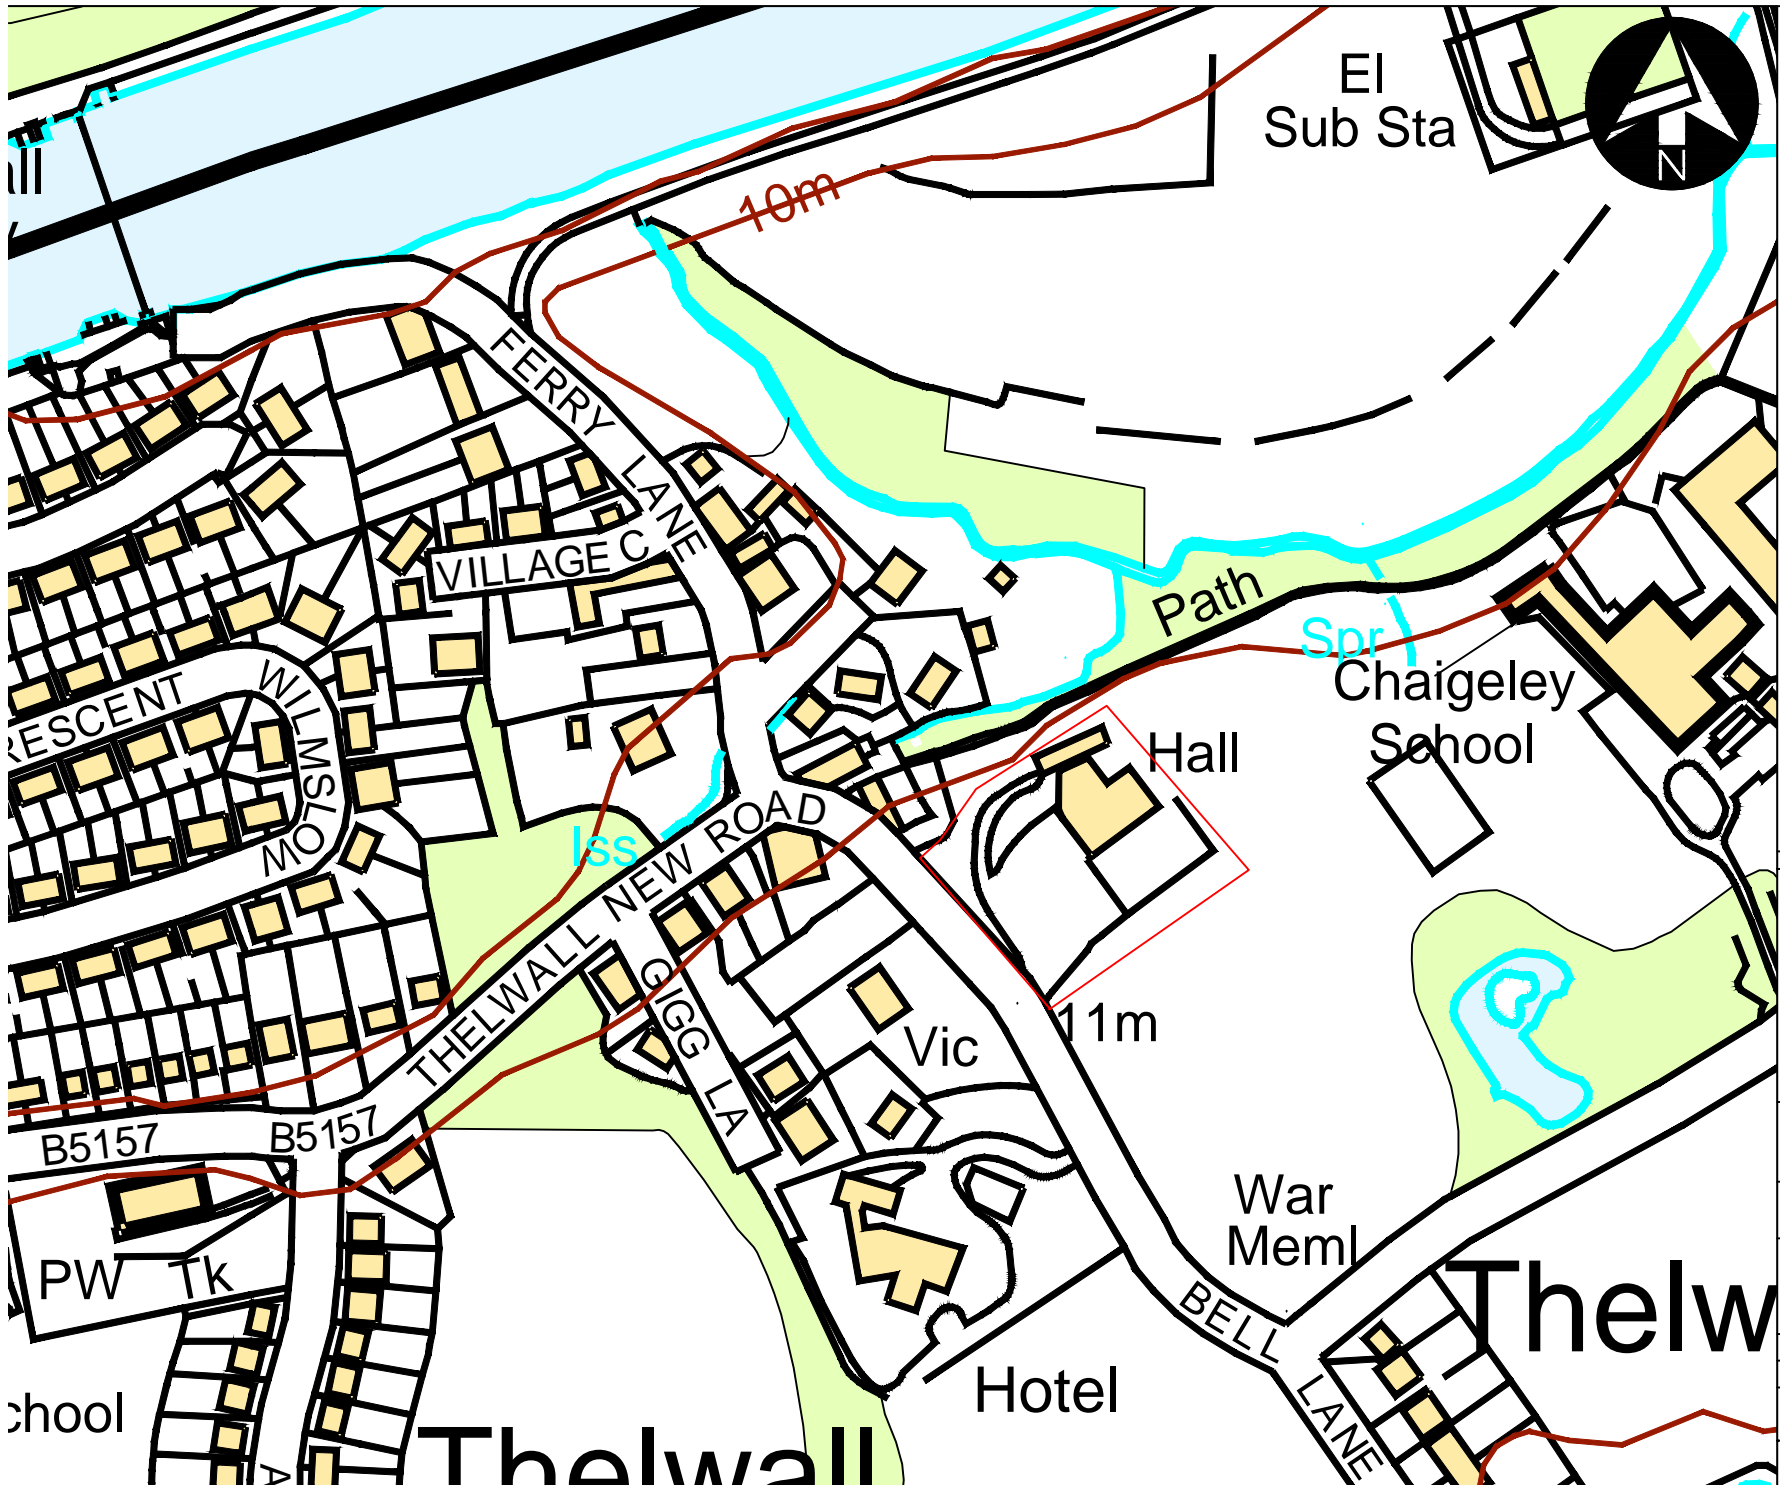 El
Sub Sta
all
N
10m
FERRY
LANE
VILLAGE C
Path
Spr
Chaigeley
School
RESCENT
WILMSLOW
Hall
Iss
THELWALL NEW ROAD
GIGG LA
11m
Vic
B5157
B5157
War
Meml
PW Tk
Thelw
BELL
LANE
Hotel
chool
Thelwall
A